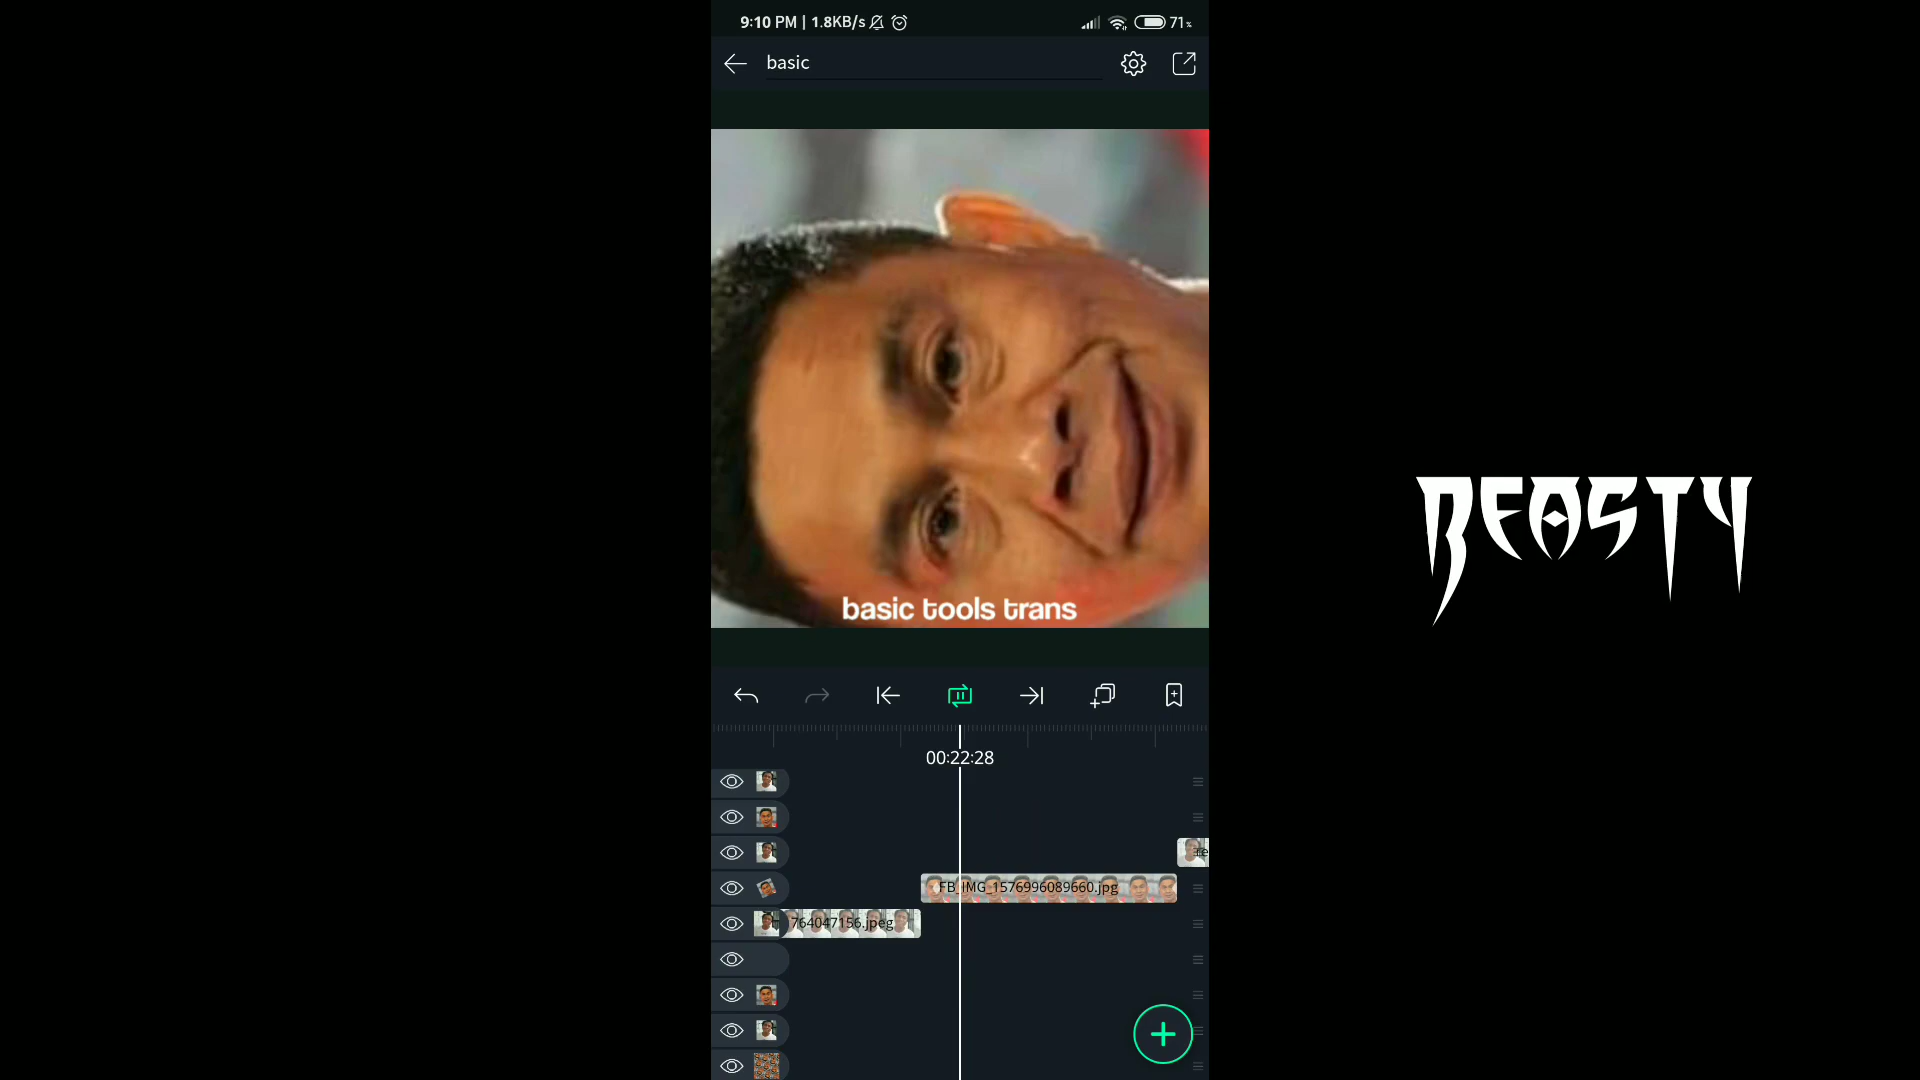 9:10 PM | 1.8KB/s
71%
basic
basic tools trans
BEASTY
00:22:28
FB_IMG_1576996089660.jpg
764047156.jpeg